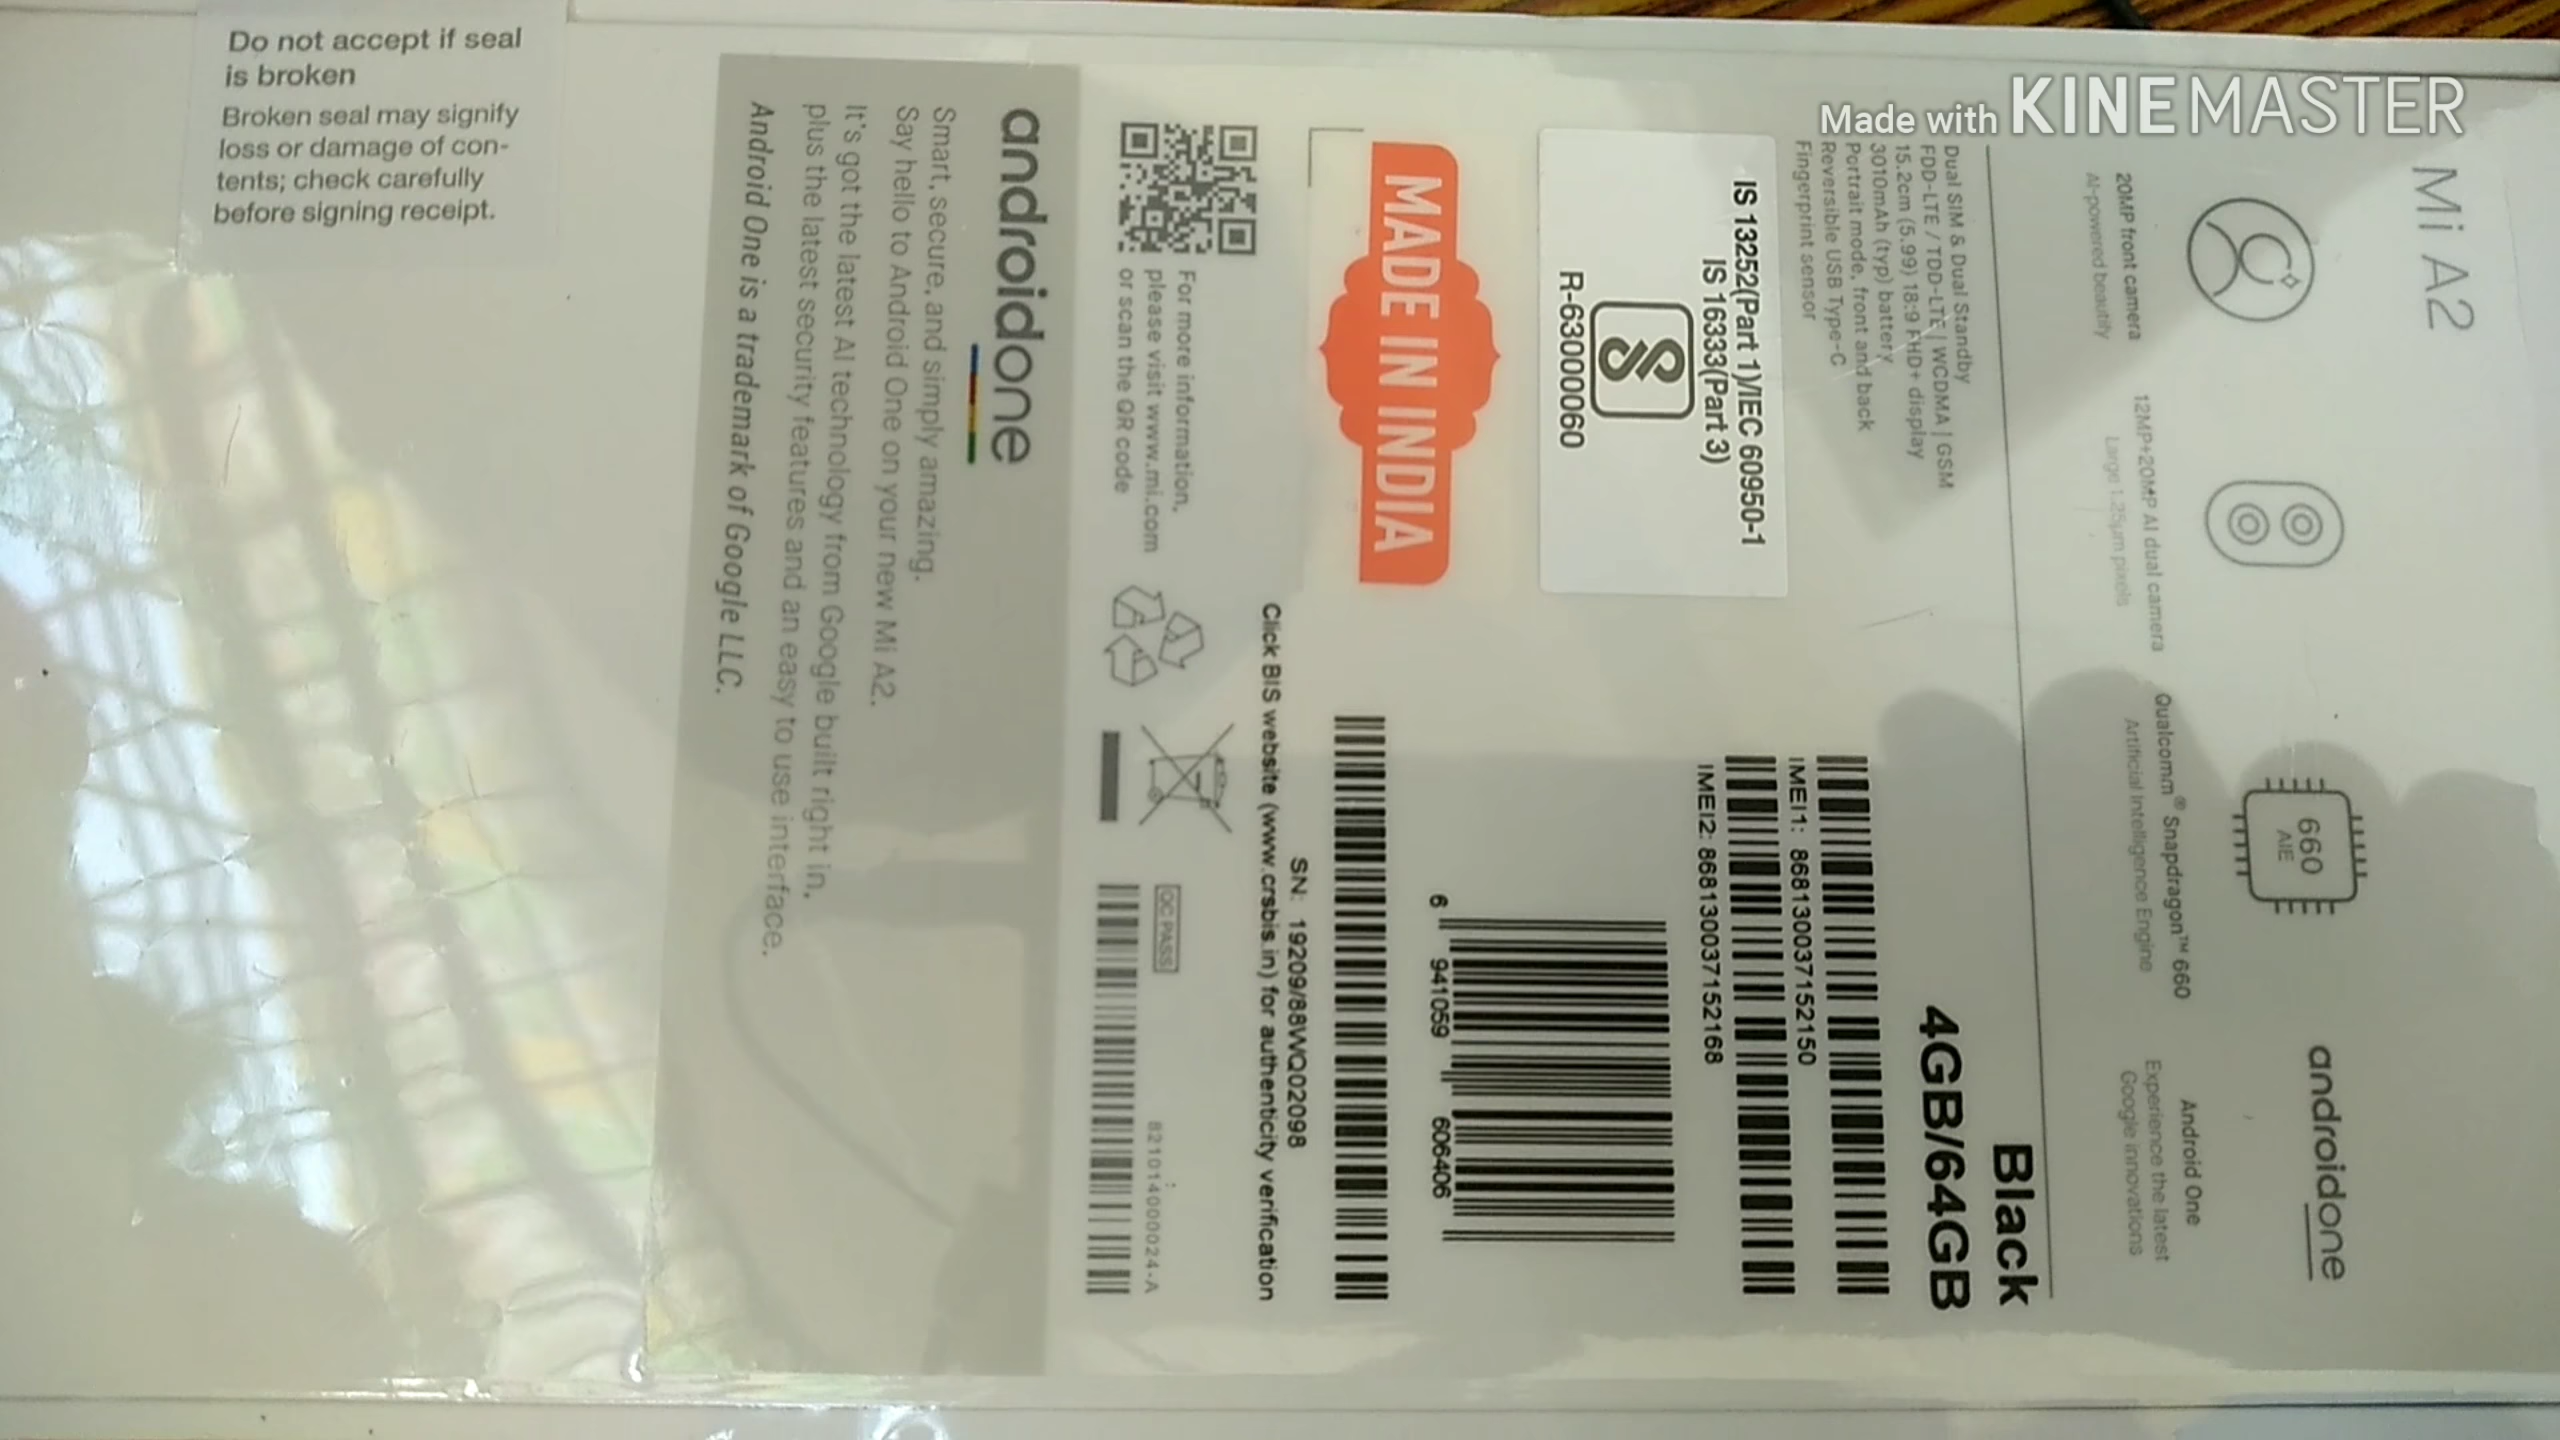 Made with KINEMASTER
Do not accept if seal
is broken
Broken seal may signify
loss or damage of con-
tents; check carefully
before signing receipt.
Mi A2
20MP front camera
AI-powered beautify
12MP+20MP AI dual camera
Large 1.25μm pixels
660
AIE
Qualcomm® Snapdragon™ 660
Artificial Intelligence Engine
androidone
Android One
Experience the latest
Google innovations
Dual SIM & Dual Standby
FDD-LTE / TDD-LTE | WCDMA | GSM
15.2cm (5.99) 18:9 FHD+ display
3010mAh (typ) battery
Portrait mode, front and back
Reversible USB Type-C
Fingerprint sensor
Black
4GB/64GB
IS 13252(Part 1)/IEC 60950-1
IS 16333(Part 3)
R-63000060
IMEI1: 868130037152150
IMEI2: 868130037152168
6 941059 606406
MADE IN INDIA
SN: 19209/88WQ02098
Click BIS website (www.crsbis.in) for authenticity verification
For more information,
please visit www.mi.com
or scan the QR code
QC PASS
821014000024-A
androidone
Smart, secure, and simply amazing.
Say hello to Android One on your new Mi A2.
It's got the latest AI technology from Google built right in,
plus the latest security features and an easy to use interface.
Android One is a trademark of Google LLC.